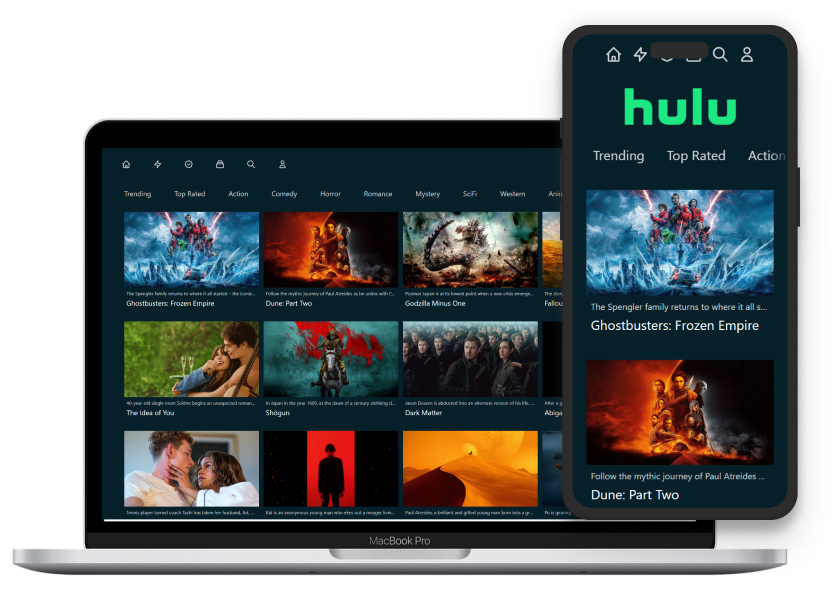 Trending Top Rated Action Comedy Horror Romance Mystery SciFi Western
The Spengler family returns to where it all started – the iconic...
Ghostbusters: Frozen Empire
Follow the mythic journey of Paul Atreides as he unites with C...
Dune: Part Two
Postwar Japan is at its lowest point when a new crisis emerge...
Godzilla Minus One
Fallou
40-year-old single mom Solène begins an unexpected roman...
The Idea of You
In Japan in the year 1600, at the dawn of a century-defining c...
Shōgun
Jason Dessen is abducted into an alternate version of his life. ...
Dark Matter
After a g
Abiga
Tennis player turned coach Tashi has taken her husband, Art, ...
Kid is an anonymous young man who ekes out a meager livin...
Paul Atreides, a brilliant and gifted young man born into a gr...
Po is gearing
MacBook Pro
hulu
Trending Top Rated Action
The Spengler family returns to where it all s...
Ghostbusters: Frozen Empire
Follow the mythic journey of Paul Atreides ...
Dune: Part Two